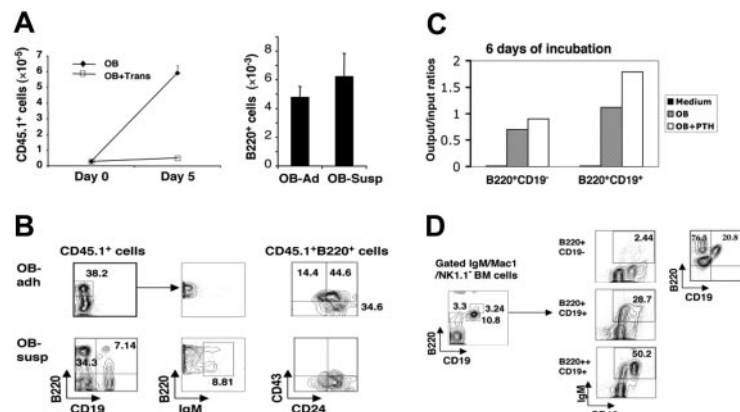 A
CD45.1+ cells (×10-5)
7
6
5
4
3
2
1
0
OB
OB+Trans
Day 0
Day 5
B220+ cells (×10-3)
8
6
4
2
0
OB-Ad
OB-Susp
C
6 days of incubation
Output/input ratios
2
1.5
1
0.5
0
B220+CD19-
B220+CD19+
Medium
OB
OB+PTH
B
CD45.1+ cells
CD45.1+B220+ cells
OB-
adh
38.2
14.4
44.6
34.6
OB-
susp
7.14
34.3
8.81
B220
CD19
B220
IgM
CD43
CD24
D
Gated IgM/Mac1
/NK1.1- BM cells
3.3
3.24
10.8
B220
CD19
B220+
CD19-
2.44
B220+
CD19+
28.7
B220++
CD19+
50.2
IgM
76.5
20.8
B220
CD19